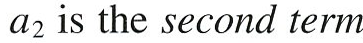 a₂ is the second term